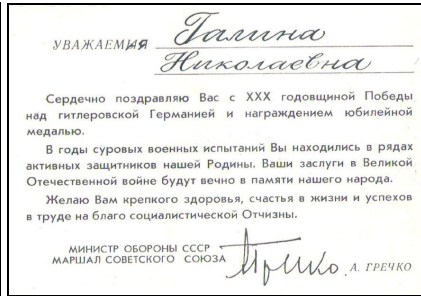 УВАЖАЕМАЯ Галина
Николаевна
Сердечно поздравляю Вас с XXX годовщиной Победы
над гитлеровской Германией и награждением юбилейной
медалью.
В годы суровых военных испытаний Вы находились в рядах
активных защитников нашей Родины. Ваши заслуги в Великой
Отечественной войне будут вечно в памяти нашего народа.
Желаю Вам крепкого здоровья, счастья в жизни и успехов
в труде на благо социалистической Отчизны.
МИНИСТР ОБОРОНЫ СССР
МАРШАЛ СОВЕТСКОГО СОЮЗА Гречко А. ГРЕЧКО